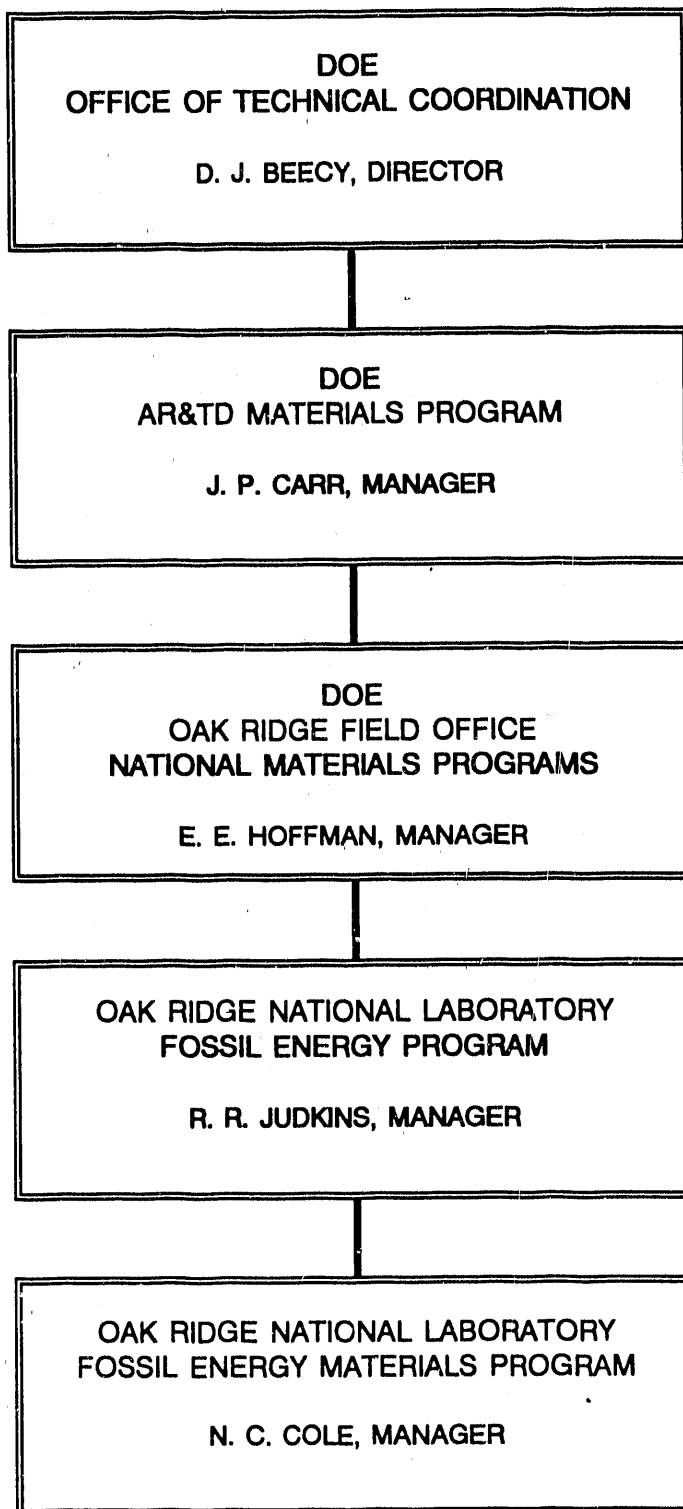 DOE
OFFICE OF TECHNICAL COORDINATION
D. J. BEECY, DIRECTOR
DOE
AR&TD MATERIALS PROGRAM
J. P. CARR, MANAGER
DOE
OAK RIDGE FIELD OFFICE
NATIONAL MATERIALS PROGRAMS
E. E. HOFFMAN, MANAGER
OAK RIDGE NATIONAL LABORATORY
FOSSIL ENERGY PROGRAM
R. R. JUDKINS, MANAGER
OAK RIDGE NATIONAL LABORATORY
FOSSIL ENERGY MATERIALS PROGRAM
N. C. COLE, MANAGER